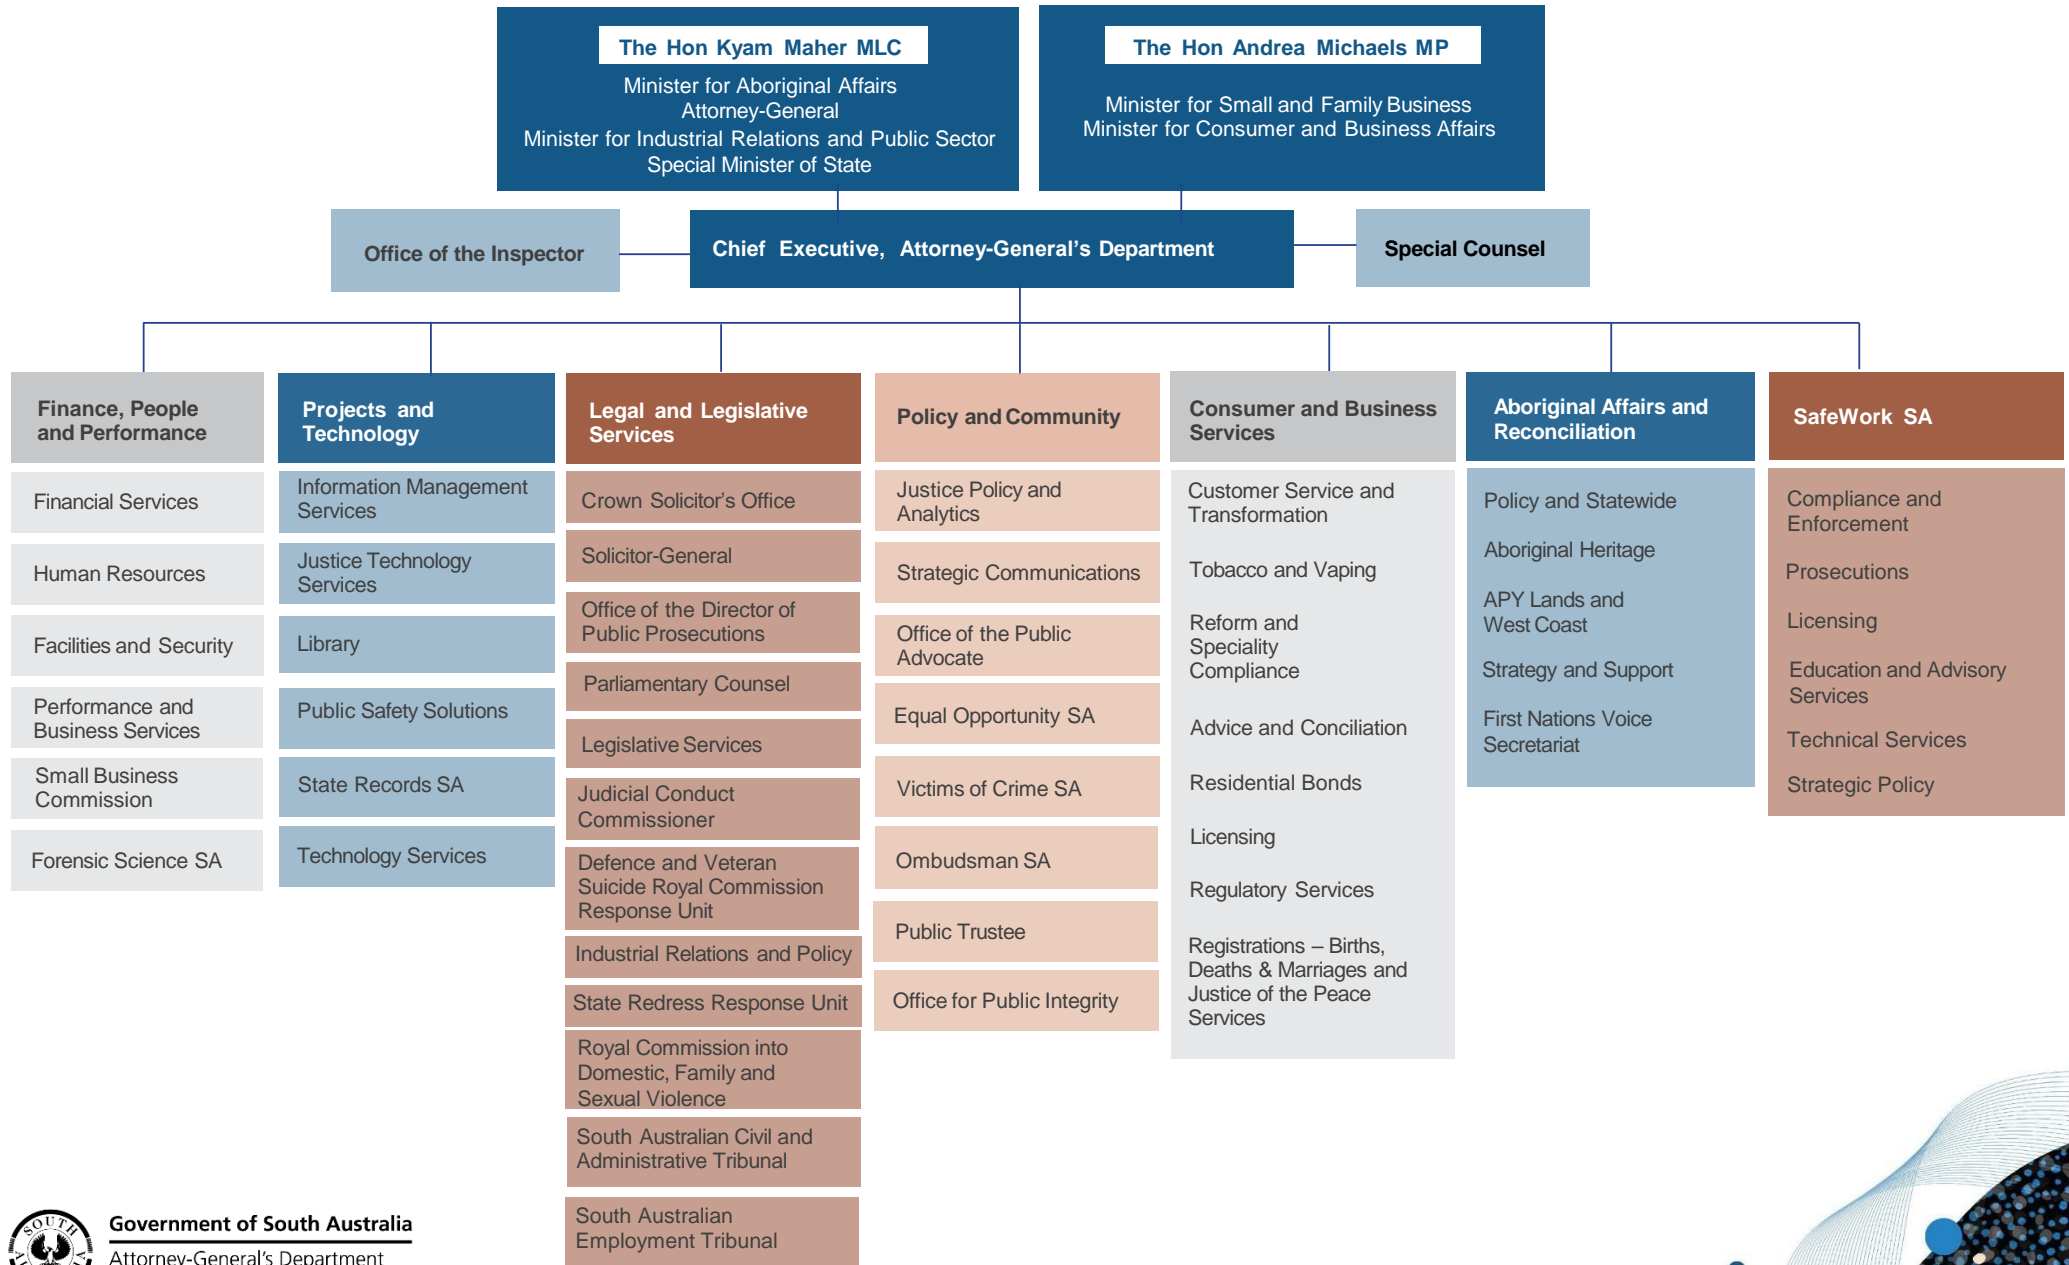 The Hon Kyam Maher MLC
Minister for Aboriginal Affairs
Attorney-General
Minister for Industrial Relations and Public Sector
Special Minister of State
The Hon Andrea Michaels MP
Minister for Small and Family Business
Minister for Consumer and Business Affairs
Office of the Inspector
Chief Executive, Attorney-General’s Department
Special Counsel
Finance, People
and Performance
Financial Services
Human Resources
Facilities and Security
Performance and
Business Services
Small Business
Commission
Forensic Science SA
Projects and
Technology
Information Management
Services
Justice Technology
Services
Library
Public Safety Solutions
State Records SA
Technology Services
Legal and Legislative
Services
Crown Solicitor’s Office
Solicitor-General
Office of the Director of
Public Prosecutions
Parliamentary Counsel
Legislative Services
Judicial Conduct
Commissioner
Defence and Veteran
Suicide Royal Commission
Response Unit
Industrial Relations and Policy
State Redress Response Unit
Royal Commission into
Domestic, Family and
Sexual Violence
South Australian Civil and
Administrative Tribunal
South Australian
Employment Tribunal
Policy and Community
Justice Policy and
Analytics
Strategic Communications
Office of the Public
Advocate
Equal Opportunity SA
Victims of Crime SA
Ombudsman SA
Public Trustee
Office for Public Integrity
Consumer and Business
Services
Customer Service and
Transformation
Tobacco and Vaping
Reform and
Speciality
Compliance
Advice and Conciliation
Residential Bonds
Licensing
Regulatory Services
Registrations – Births,
Deaths & Marriages and
Justice of the Peace
Services
Aboriginal Affairs and
Reconciliation
Policy and Statewide
Aboriginal Heritage
APY Lands and
West Coast
Strategy and Support
First Nations Voice
Secretariat
SafeWork SA
Compliance and
Enforcement
Prosecutions
Licensing
Education and Advisory
Services
Technical Services
Strategic Policy
SOUTH
Government of South Australia
Attorney-General's Department